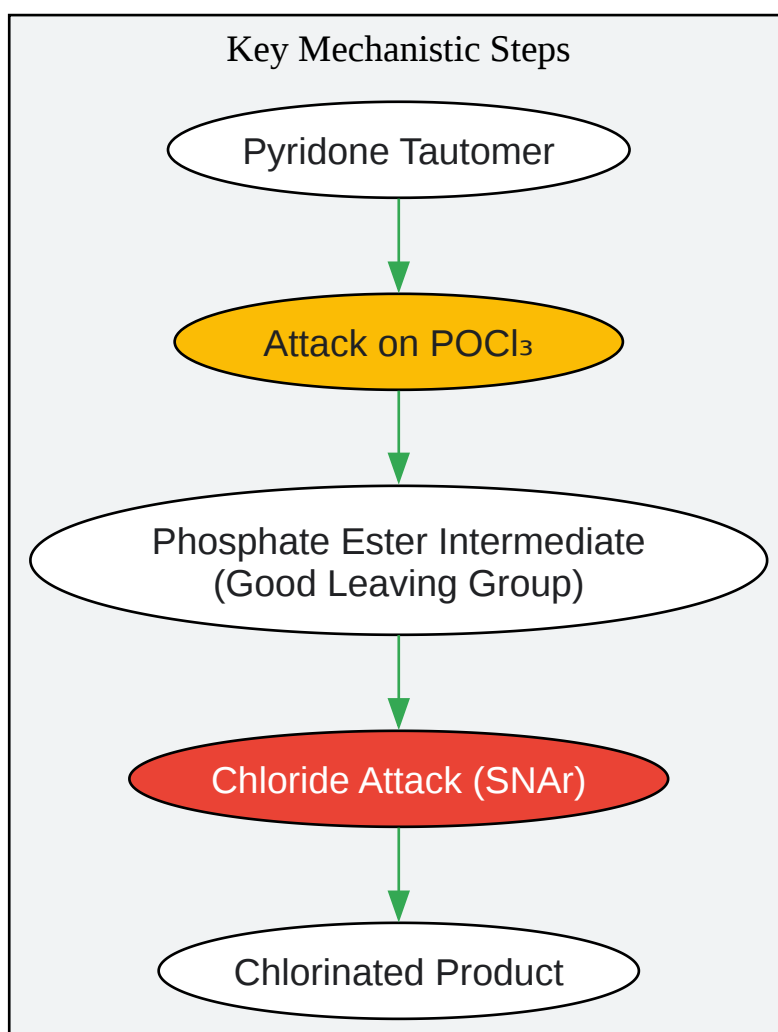 Key Mechanistic Steps
Pyridone Tautomer
Attack on POCl₃
Phosphate Ester Intermediate
(Good Leaving Group)
Chloride Attack (SNAr)
Chlorinated Product